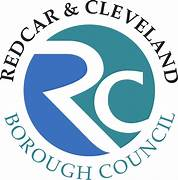 REDCAR & CLEVELAND
RC
BOROUGH COUNCIL